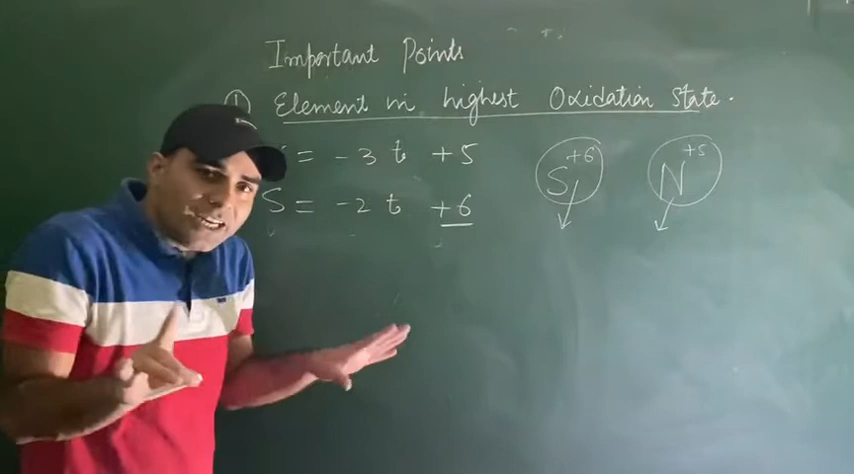 Important Points
① Element in highest Oxidation State.
= -3 to +5
S = -2 to +6
S+6
N+5